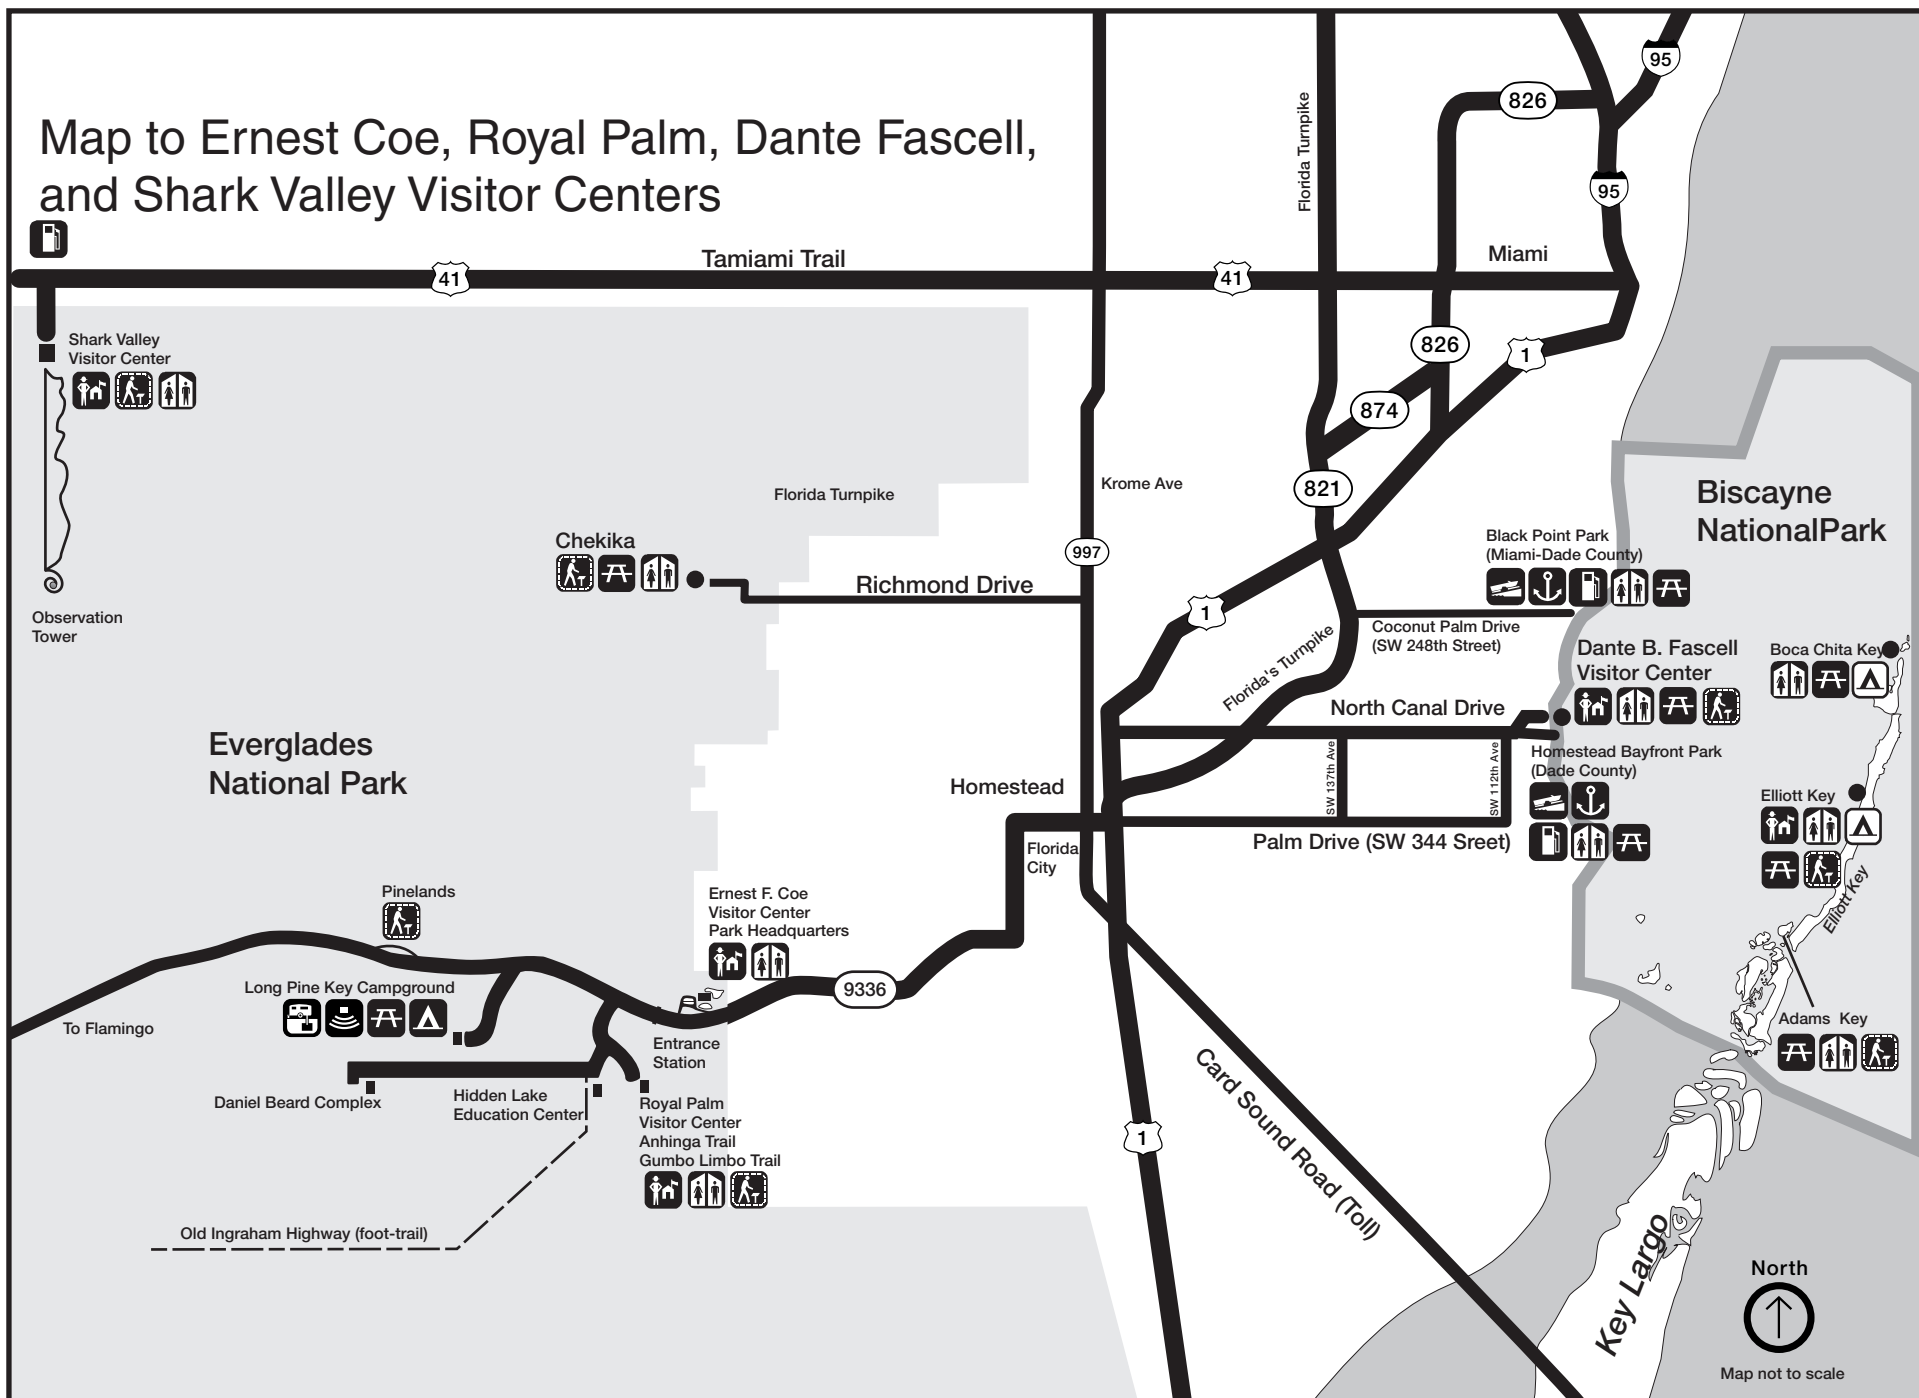 Map to Ernest Coe, Royal Palm, Dante Fascell,
and Shark Valley Visitor Centers
95
826
Florida Turnpike
95
Tamiami Trail
Miami
41
41
Shark Valley
Visitor Center
826
1
874
Krome Ave
821
Florida Turnpike
Biscayne
NationalPark
Chekika
997
Black Point Park
(Miami-Dade County)
Richmond Drive
1
Observation
Tower
Coconut Palm Drive
(SW 248th Street)
Florida's Turnpike
Dante B. Fascell
Visitor Center
Boca Chita Key
North Canal Drive
Everglades
National Park
SW 137th Ave
SW 112th Ave
Homestead Bayfront Park
(Dade County)
Homestead
Elliott Key
Palm Drive (SW 344 Sreet)
Florida
City
Elliott Key
Pinelands
Ernest F. Coe
Visitor Center
Park Headquarters
9336
Long Pine Key Campground
To Flamingo
Adams Key
Entrance
Station
Daniel Beard Complex
Hidden Lake
Education Center
Royal Palm
Visitor Center
Anhinga Trail
Gumbo Limbo Trail
1
Card Sound Road (Toll)
Old Ingraham Highway (foot-trail)
Key Largo
North
Map not to scale